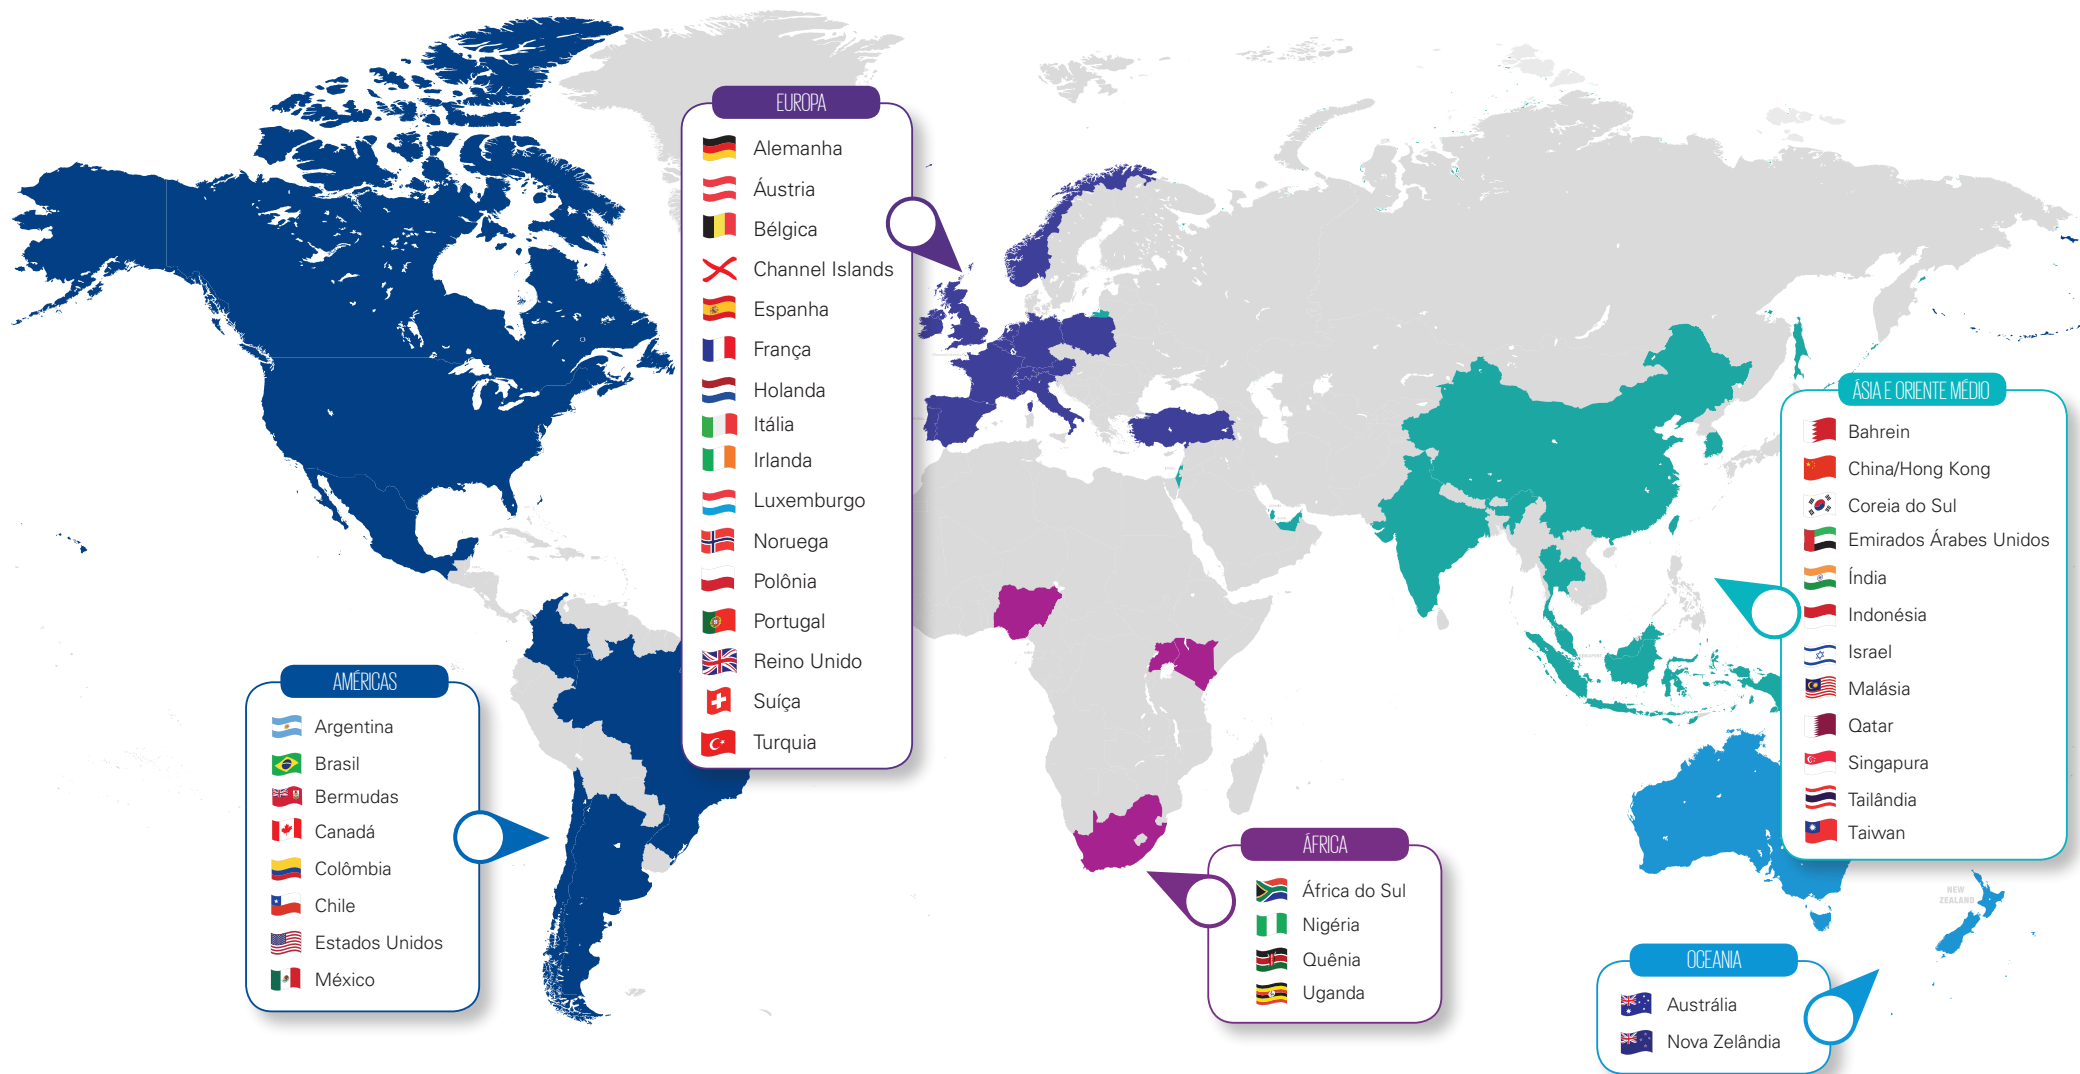 EUROPA
Alemanha
Áustria
Bélgica
Channel Islands
Espanha
França
Holanda
Itália
Irlanda
Luxemburgo
Noruega
Polônia
Portugal
Reino Unido
Suíça
Turquia
AMÉRICAS
Argentina
Brasil
Bermudas
Canadá
Colômbia
Chile
Estados Unidos
México
ÁFRICA
África do Sul
Nigéria
Quênia
Uganda
ÁSIA E ORIENTE MÉDIO
Bahrein
China/Hong Kong
Coreia do Sul
Emirados Árabes Unidos
Índia
Indonésia
Israel
Malásia
Qatar
Singapura
Tailândia
Taiwan
NEW
ZEALAND
OCEANIA
Austrália
Nova Zelândia